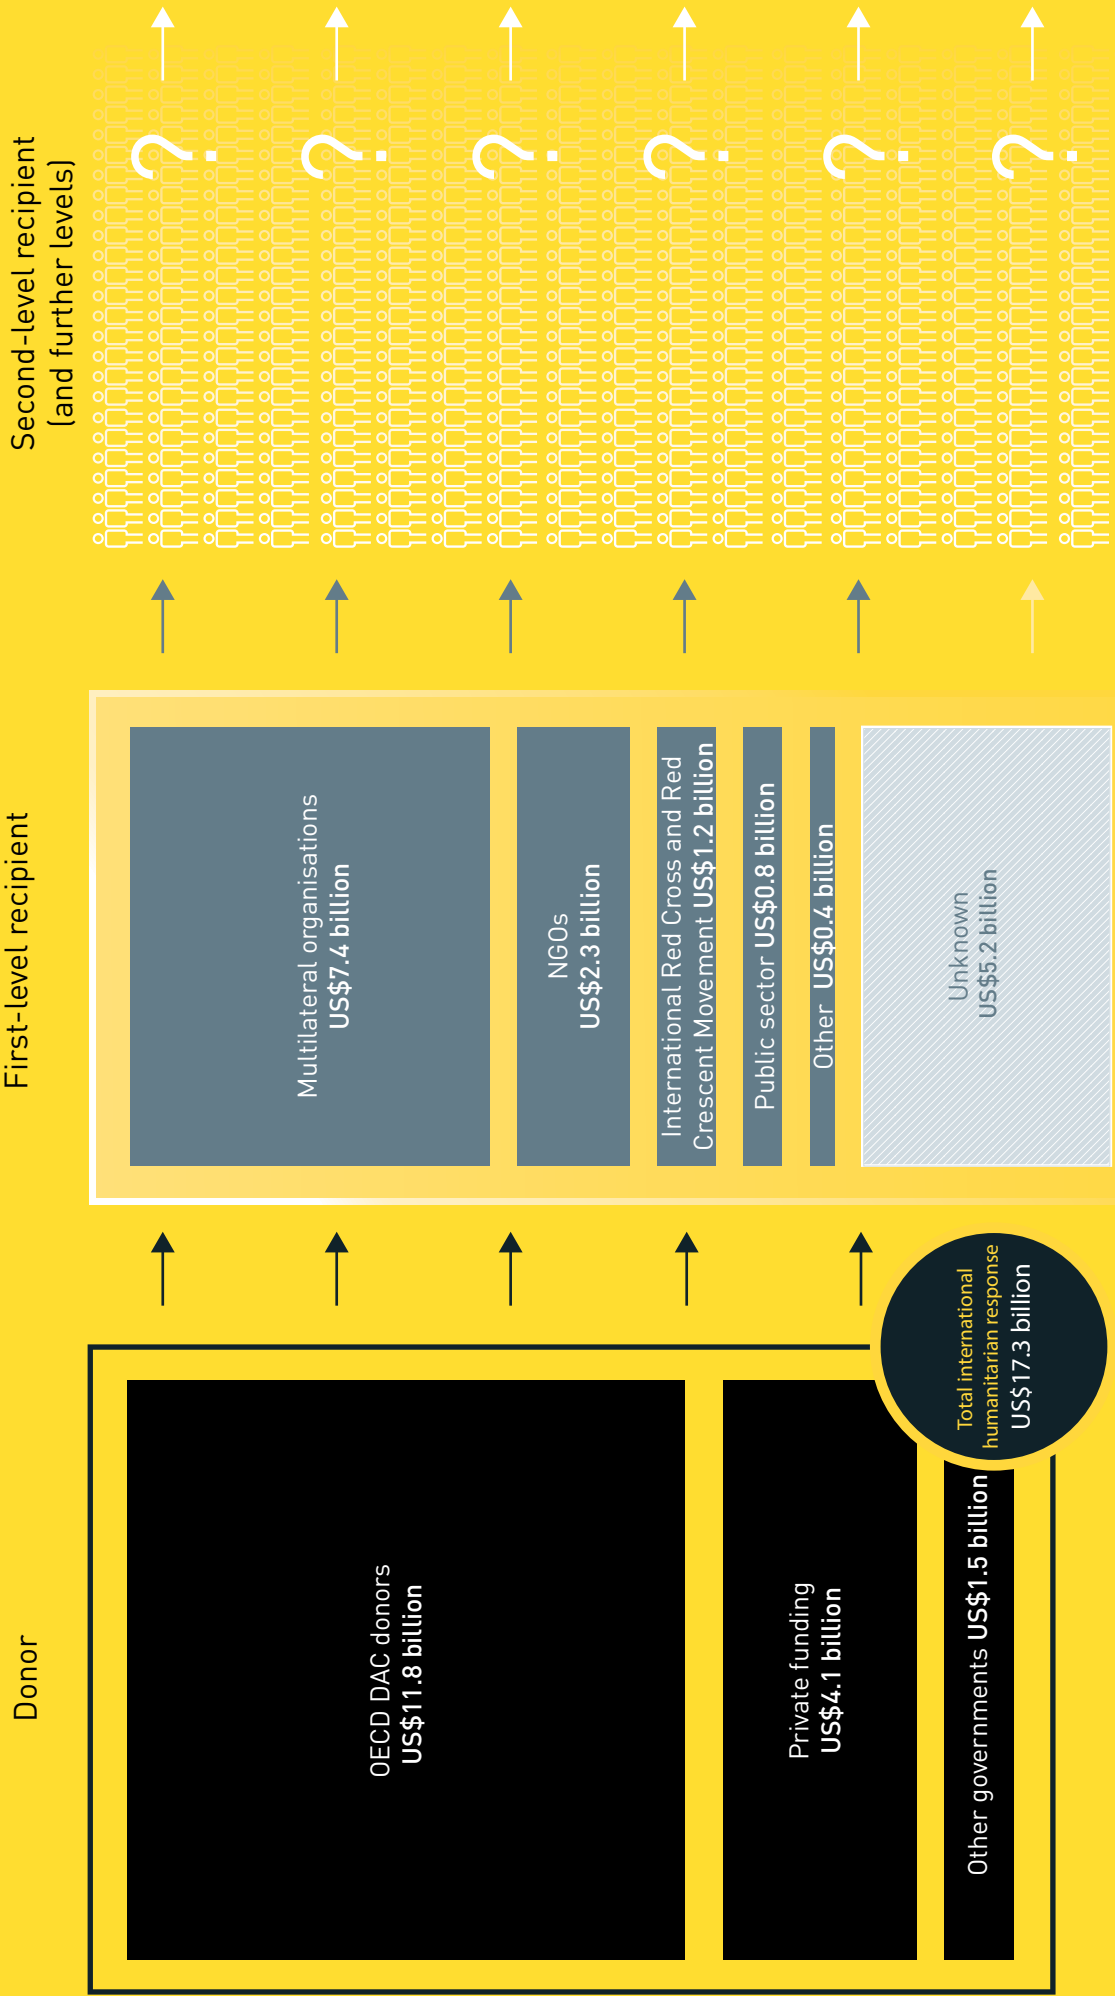 Donor
OECD DAC donors
US$11.8 billion
Private funding
US$4.1 billion
Other governments US$1.5 billion
Total international
humanitarian response
US$17.3 billion
First-level recipient
Multilateral organisations
US$7.4 billion
NGOs
US$2.3 billion
International Red Cross and Red
Crescent Movement US$1.2 billion
Public sector US$0.8 billion
Other US$0.4 billion
Unknown
US$5.2 billion
Second-level recipient
(and further levels)
?
?
?
?
?
?